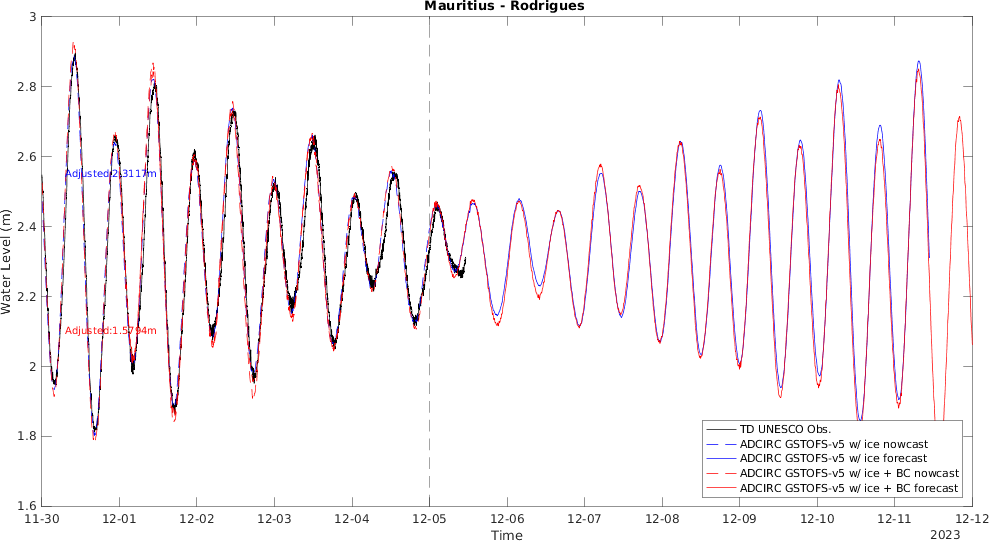 Mauritius - Rodrigues
3
2.8
2.6
2.4
2.2
2
1.8
1.6
Water Level (m)
Adjusted:2.3117m
Adjusted:1.5794m
TD UNESCO Obs.
ADCIRC GSTOFS-v5 w/ ice nowcast
ADCIRC GSTOFS-v5 w/ ice forecast
ADCIRC GSTOFS-v5 w/ ice + BC nowcast
ADCIRC GSTOFS-v5 w/ ice + BC forecast
11-30 12-01 12-02 12-03 12-04 12-05 12-06 12-07 12-08 12-09 12-10 12-11 12-12
Time
2023